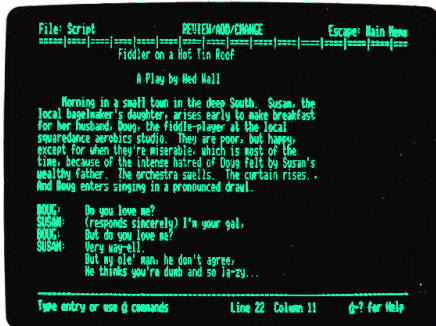 File: Script REVIEW/ADD/CHANGE Escape: Main Menu
=====|====|====|====|====|====|====|====|====|====|====|====|====|====|====|===
Fiddler on a Hot Tin Roof
A Play by Ned Wall
Morning in a small town in the deep South. Susan, the
local bagelmaker's daughter, arises early to make breakfast
for her husband, Doug, the fiddle-player at the local
squaredance aerobics studio. They are poor, but happy,
except for when they're miserable, which is most of the
time, because of the intense hatred of Doug felt by Susan's
wealthy father. The orchestra swells. The curtain rises.
And Doug enters singing in a pronounced drawl.
DOUG: Do you love me?
SUSAN: (responds sincerely) I'm your gal,
DOUG: But do you love me?
SUSAN: Very way-ell.
But my ole' man, he don't agree,
He thinks you're dumb and so la-zy...
Type entry or use @ commands Line 22 Column 11 @-? for Help